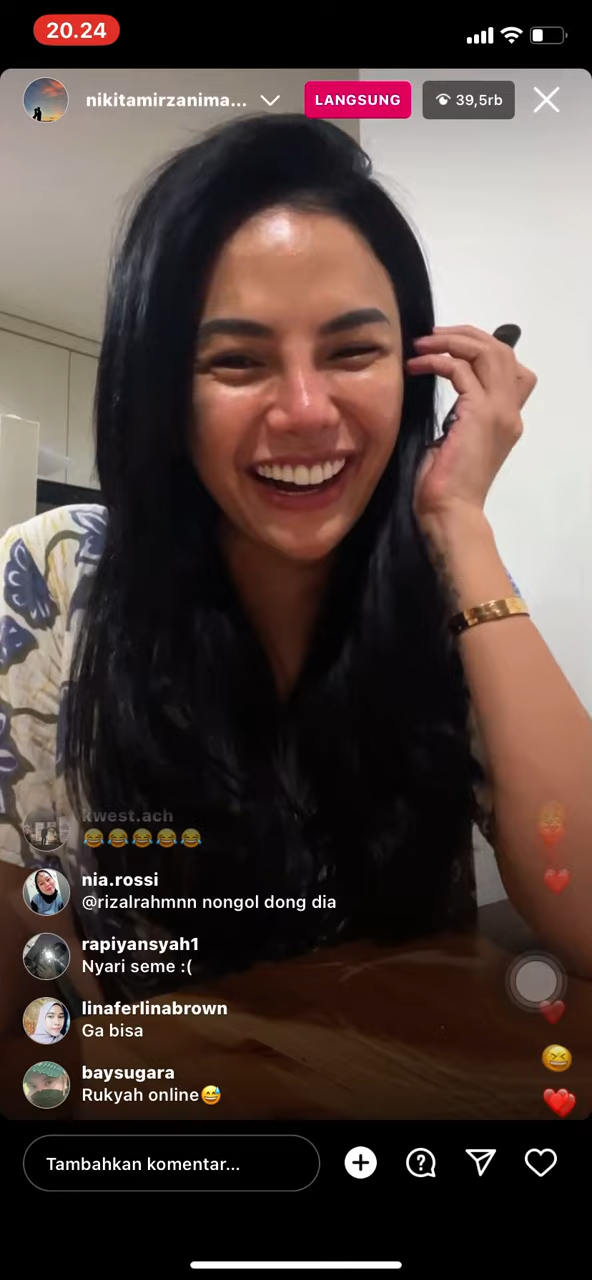 20.24
nikitamirzanima...
LANGSUNG
39,5rb
kwest.ach
😂😂😂😂😂
nia.rossi
@rizalrahmnn nongol dong dia
rapiyansyah1
Nyari seme :(
linaferlinabrown
Ga bisa
baysugara
Rukyah online😅
Tambahkan komentar...